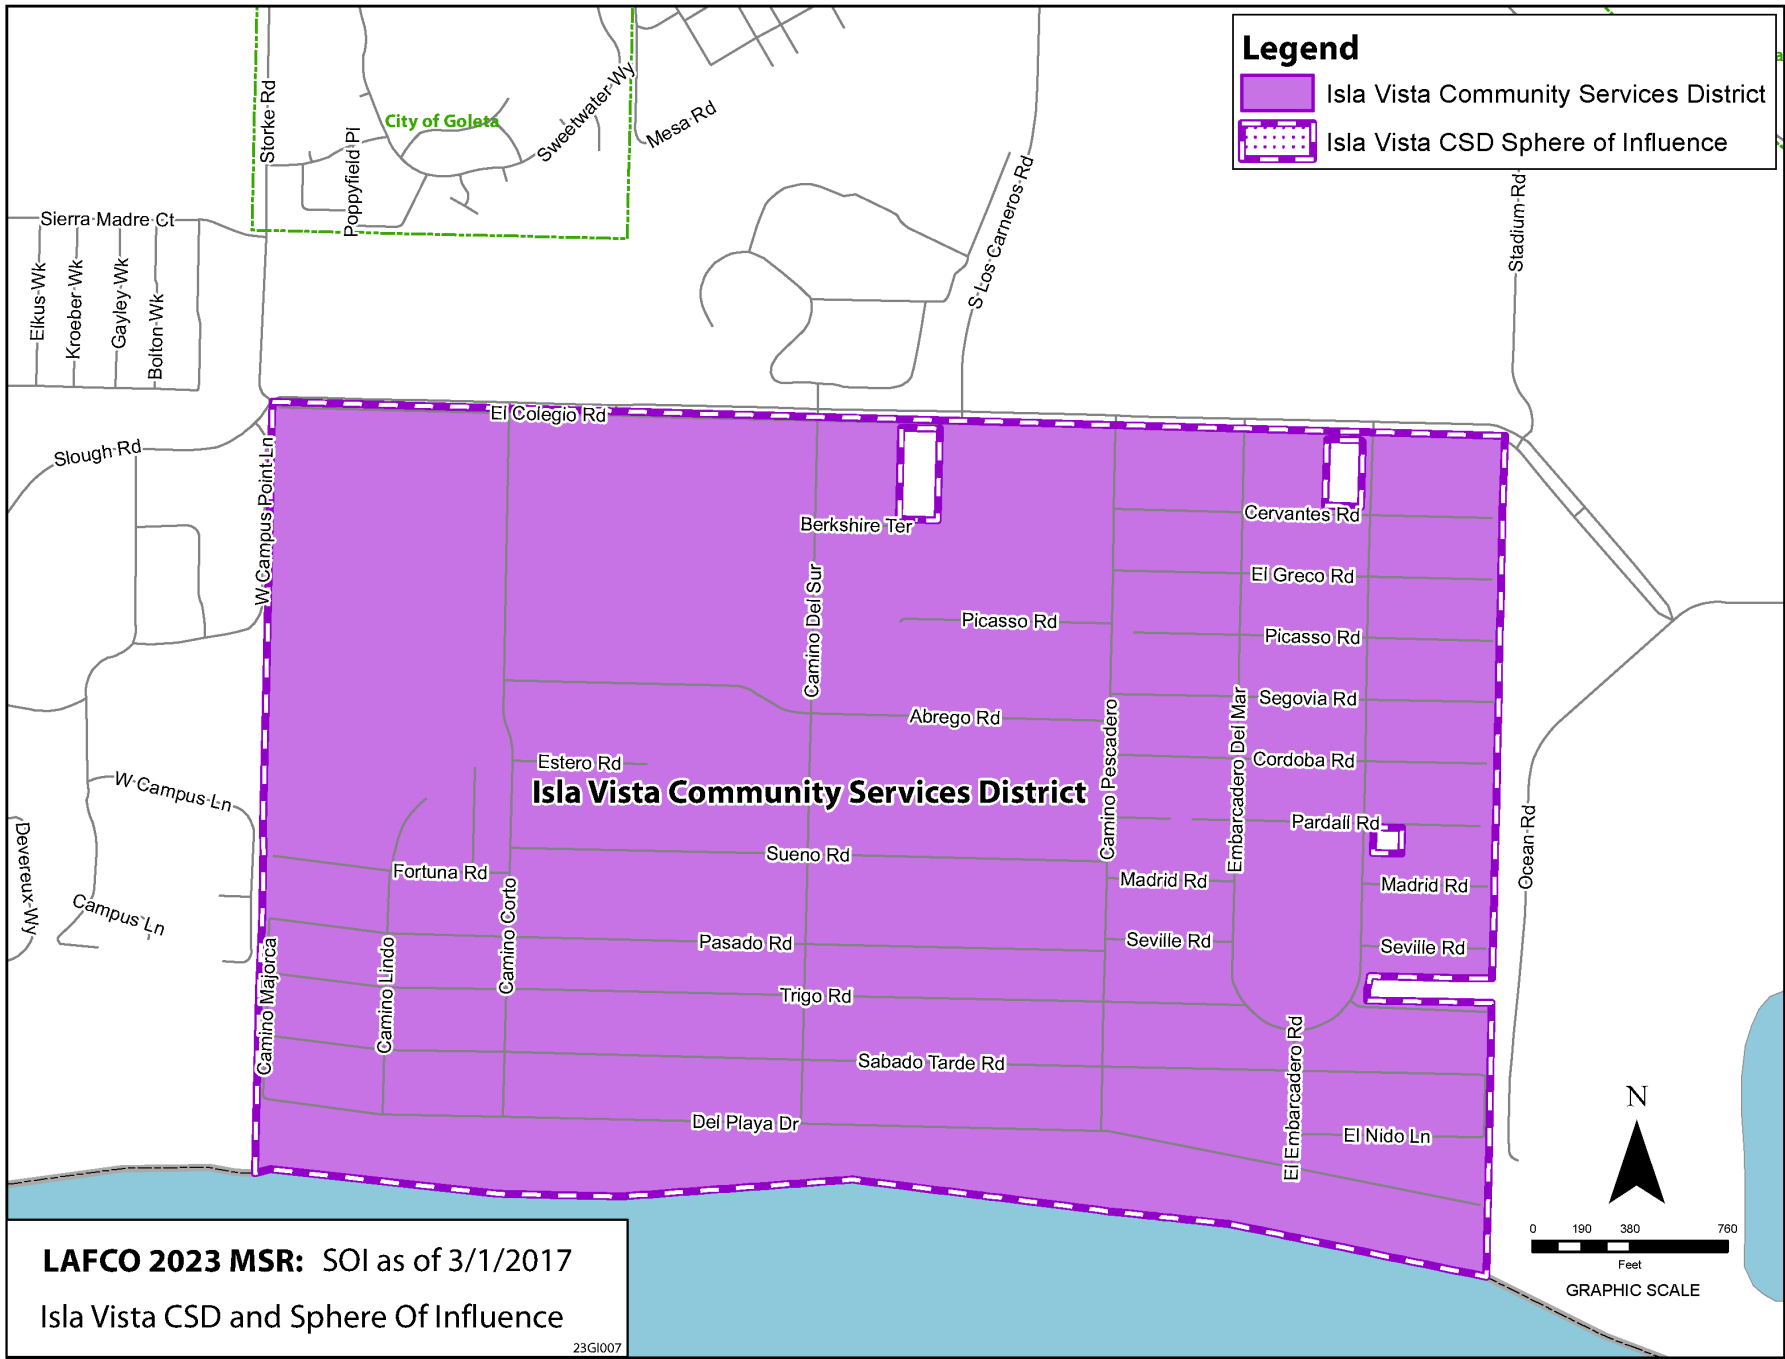 Legend
Isla Vista Community Services District
Isla Vista CSD Sphere of Influence
City of Goleta
Storke Rd
Poppyfield Pl
Sweetwater Wy
Mesa Rd
S Los Carneros Rd
Stadium Rd
Sierra Madre Ct
Elkus Wk
Kroeber Wk
Gayley Wk
Bolton Wk
El Colegio Rd
Slough Rd
W Campus Point Ln
Berkshire Ter
Cervantes Rd
El Greco Rd
Camino Del Sur
Picasso Rd
Picasso Rd
Segovia Rd
Abrego Rd
Camino Pescadero
Embarcadero Del Mar
Estero Rd
Cordoba Rd
Isla Vista Community Services District
W Campus Ln
Pardall Rd
Devereux Wy
Ocean Rd
Sueno Rd
Fortuna Rd
Madrid Rd
Madrid Rd
Campus Ln
Camino Corto
Pasado Rd
Seville Rd
Seville Rd
Camino Majorca
Camino Lindo
Trigo Rd
Sabado Tarde Rd
El Embarcadero Rd
Del Playa Dr
El Nido Ln
N
0 190 380 760
Feet
GRAPHIC SCALE
LAFCO 2023 MSR: SOI as of 3/1/2017
Isla Vista CSD and Sphere Of Influence
23GI007